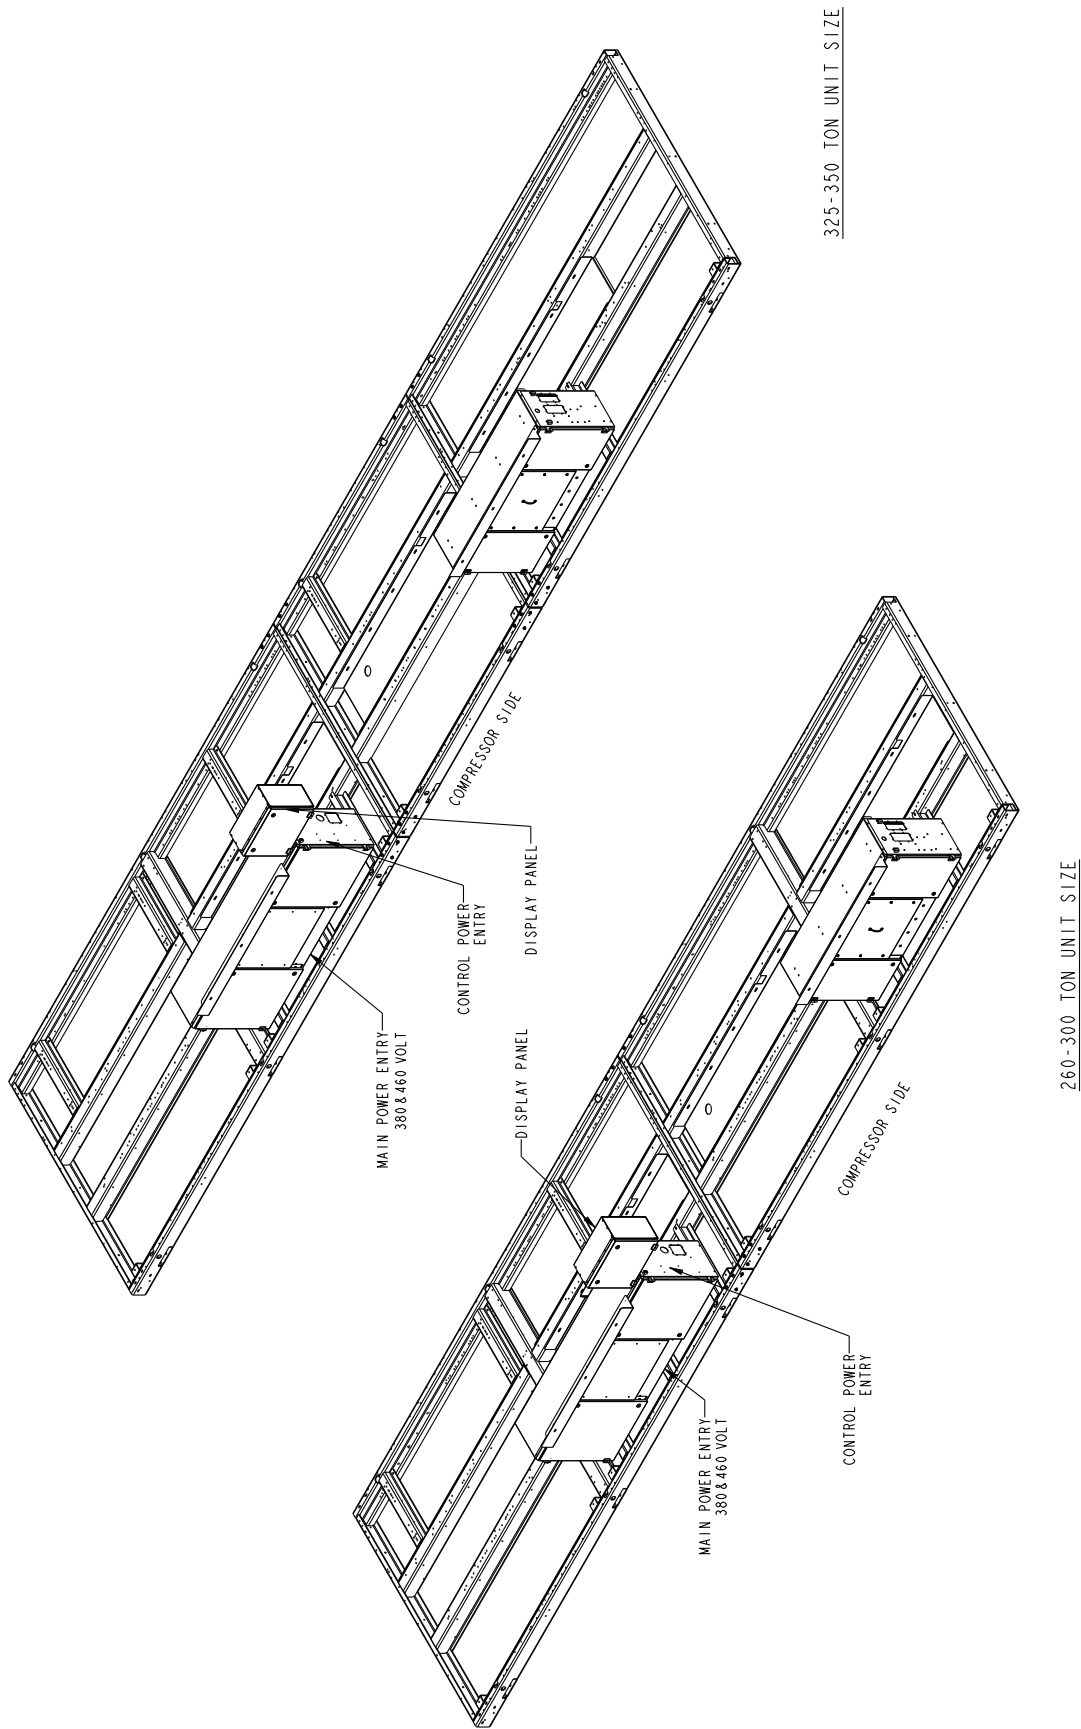 325-350 TON UNIT SIZE
COMPRESSOR SIDE
DISPLAY PANEL
CONTROL POWER
ENTRY
MAIN POWER ENTRY
380 & 460 VOLT
260-300 TON UNIT SIZE
COMPRESSOR SIDE
DISPLAY PANEL
CONTROL POWER
ENTRY
MAIN POWER ENTRY
380 & 460 VOLT